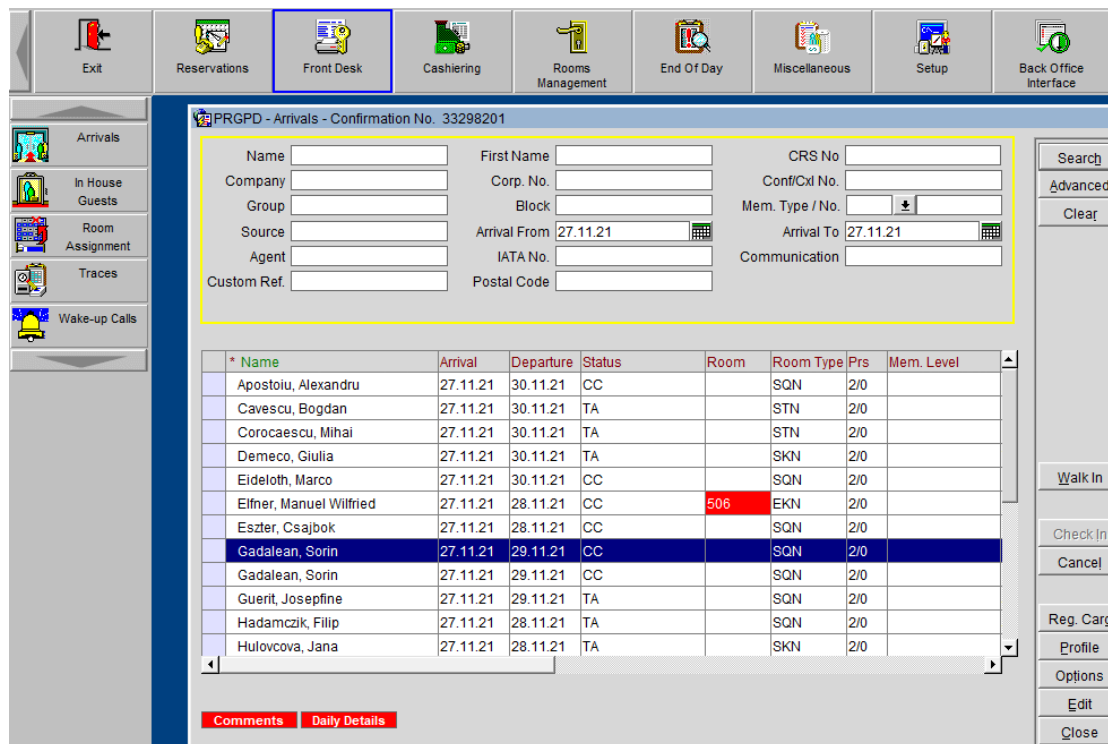 Exit Reservations Front Desk Cashiering Rooms Management End Of Day Miscellaneous Setup Back Office Interface
Arrivals
In House Guests
Room Assignment
Traces
Wake-up Calls
PRGPD - Arrivals - Confirmation No. 33298201
Name First Name CRS No
Company Corp. No. Conf/Cxl No.
Group Block Mem. Type / No.
Source Arrival From 27.11.21 Arrival To 27.11.21
Agent IATA No. Communication
Custom Ref. Postal Code
Search
Advanced
Clear
* Name Arrival Departure Status Room Room Type Prs Mem. Level
Apostoiu, Alexandru 27.11.21 30.11.21 CC SQN 2/0
Cavescu, Bogdan 27.11.21 30.11.21 TA STN 2/0
Corocaescu, Mihai 27.11.21 30.11.21 TA STN 2/0
Demeco, Giulia 27.11.21 30.11.21 TA SKN 2/0
Eideloth, Marco 27.11.21 30.11.21 CC SQN 2/0
Elfner, Manuel Wilfried 27.11.21 28.11.21 CC 506 EKN 2/0
Eszter, Csajbok 27.11.21 28.11.21 CC SQN 2/0
Gadalean, Sorin 27.11.21 29.11.21 CC SQN 2/0
Gadalean, Sorin 27.11.21 29.11.21 CC SQN 2/0
Guerit, Josepfine 27.11.21 29.11.21 TA SQN 2/0
Hadamczik, Filip 27.11.21 28.11.21 TA SQN 2/0
Hulovcova, Jana 27.11.21 28.11.21 TA SKN 2/0
Walk In
Check In
Cancel
Reg. Card
Profile
Options
Edit
Close
Comments Daily Details